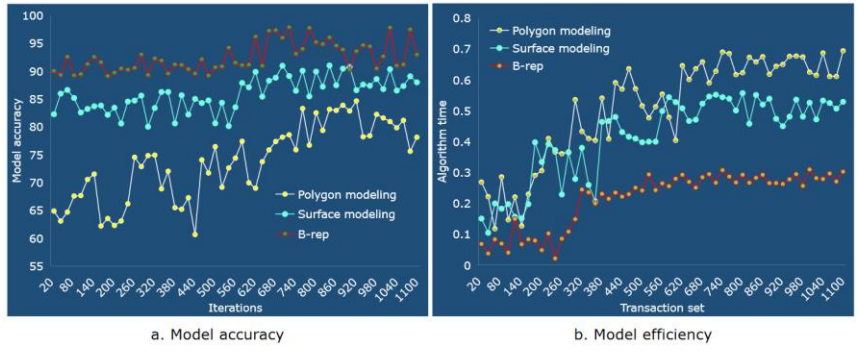 100
95
90
85
80
75
70
65
60
55
Model accuracy
Polygon modeling
Surface modeling
B-rep
20 80 140 200 260 320 380 440 500 560 620 680 740 800 860 920 980 1040 1100
Iterations
a. Model accuracy
0.8
0.7
0.6
0.5
0.4
0.3
0.2
0.1
0
Algorithm time
Polygon modeling
Surface modeling
B-rep
20 80 140 200 260 320 380 440 500 560 620 680 740 800 860 920 980 1040 1100
Transaction set
b. Model efficiency